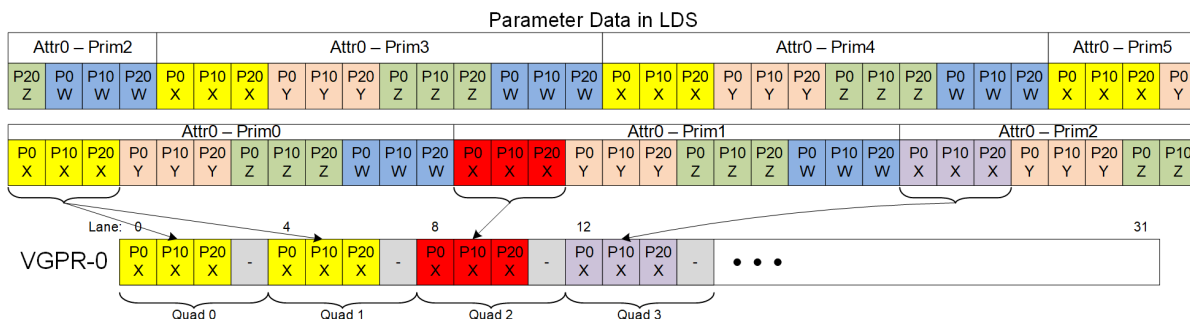 Parameter Data in LDS
Attr0 – Prim2 Attr0 – Prim3 Attr0 – Prim4 Attr0 – Prim5
P20 P0 P10 P20 P0 P10 P20 P0 P10 P20 P0 P10 P20 P0 P10 P20 P0 P10 P20 P0 P10 P20 P0 P10 P20 P0 P10 P20 P0 P10 P20 P0
Z W W W X X X Y Y Y Z Z Z W W W X X X Y Y Y Z Z Z W W W X X X Y
Attr0 – Prim0 Attr0 – Prim1 Attr0 – Prim2
P0 P10 P20 P0 P10 P20 P0 P10 P20 P0 P10 P20 P0 P10 P20 P0 P10 P20 P0 P10 P20 P0 P10 P20 P0 P10 P20 P0 P10 P20 P0 P10
X X X Y Y Y Z Z Z W W W X X X Y Y Y Z Z Z W W W X X X Y Y Y Z Z
Lane: 0 4 8 12 31
VGPR-0
P0 P10 P20 - P0 P10 P20 - P0 P10 P20 - P0 P10 P20 -
X X X X X X X X X X X X
Quad 0 Quad 1 Quad 2 Quad 3